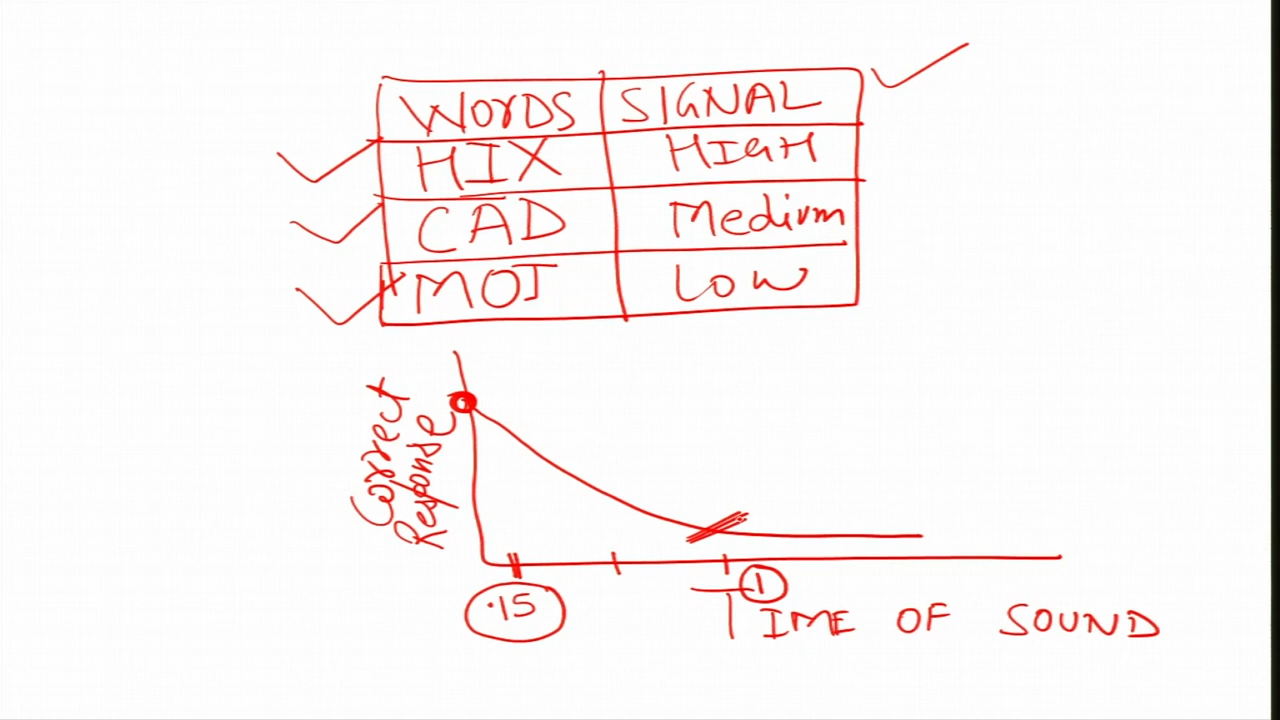 WORDS SIGNAL
HIX HIGH
CAD Medium
MOT LOW
Correct
Response
.15
1
TIME OF SOUND